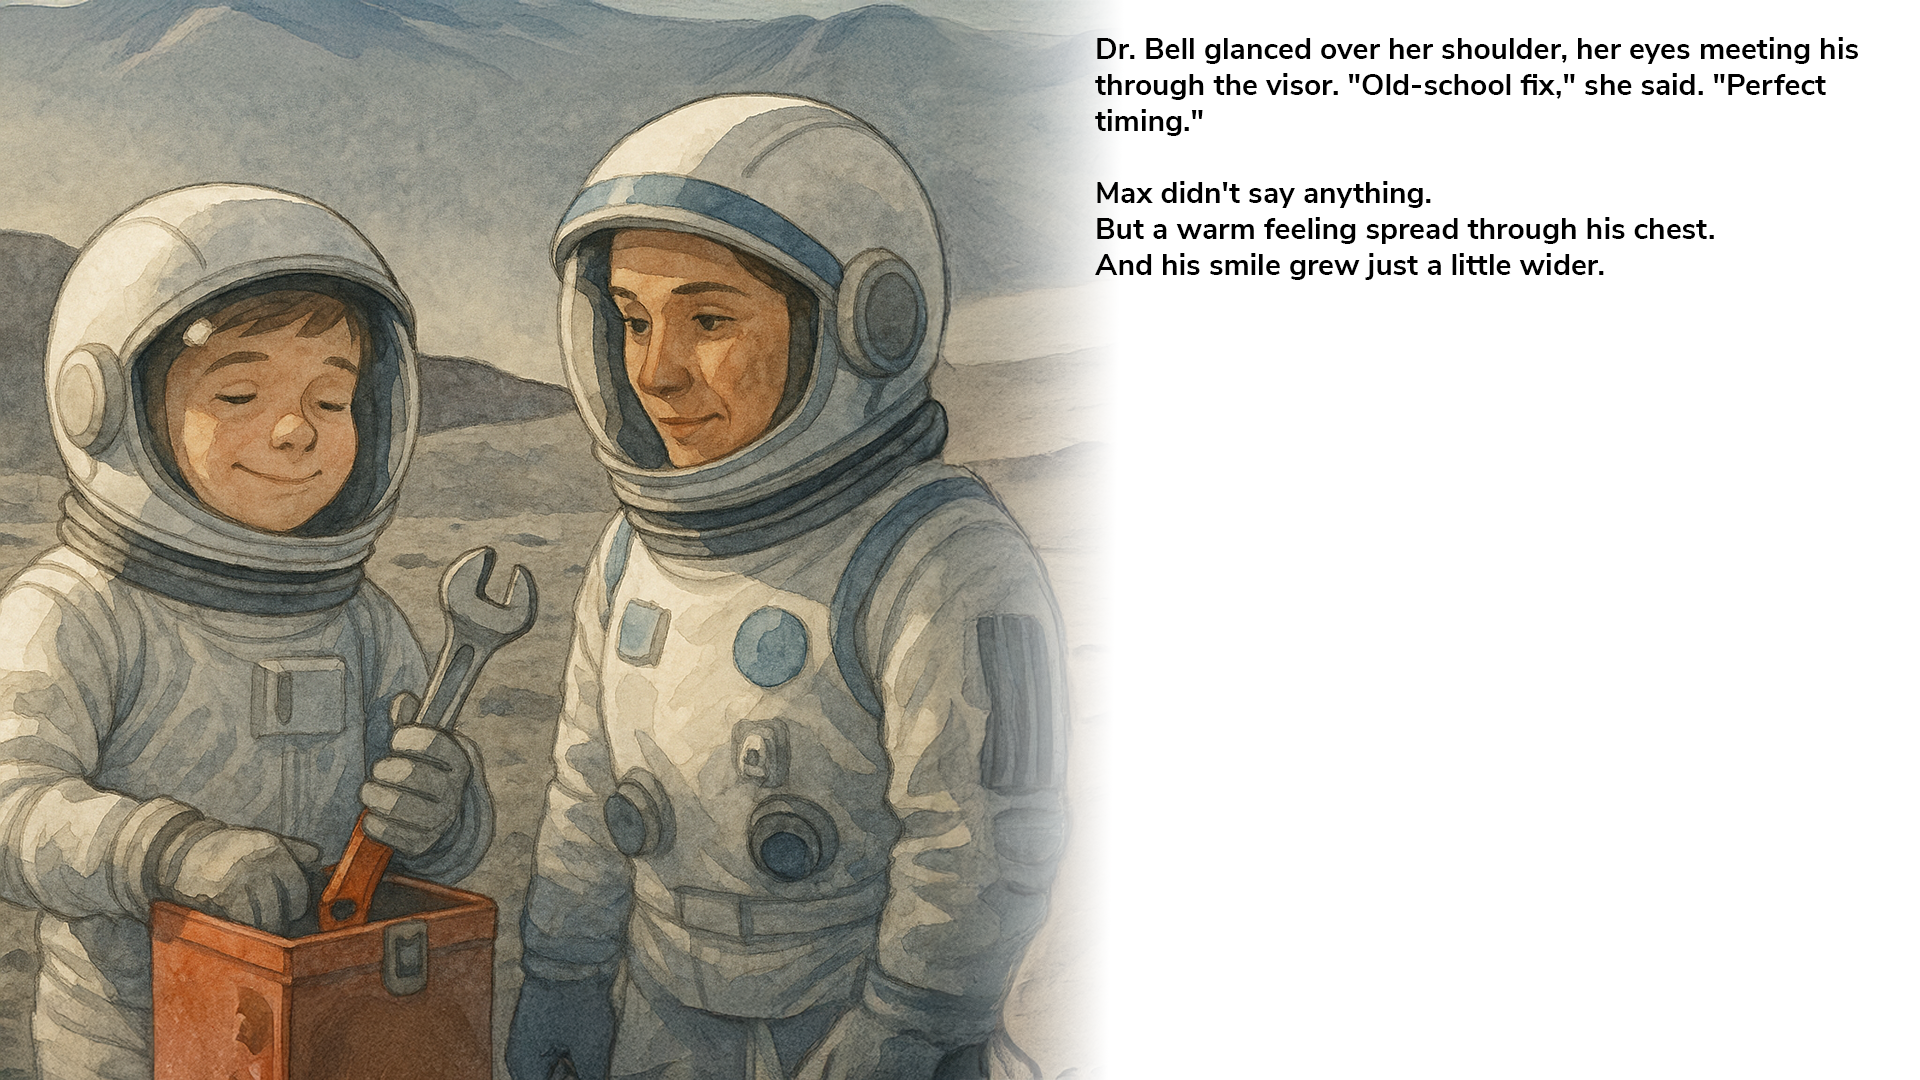 Dr. Bell glanced over her shoulder, her eyes meeting his
through the visor. "Old-school fix," she said. "Perfect
timing."
Max didn't say anything.
But a warm feeling spread through his chest.
And his smile grew just a little wider.